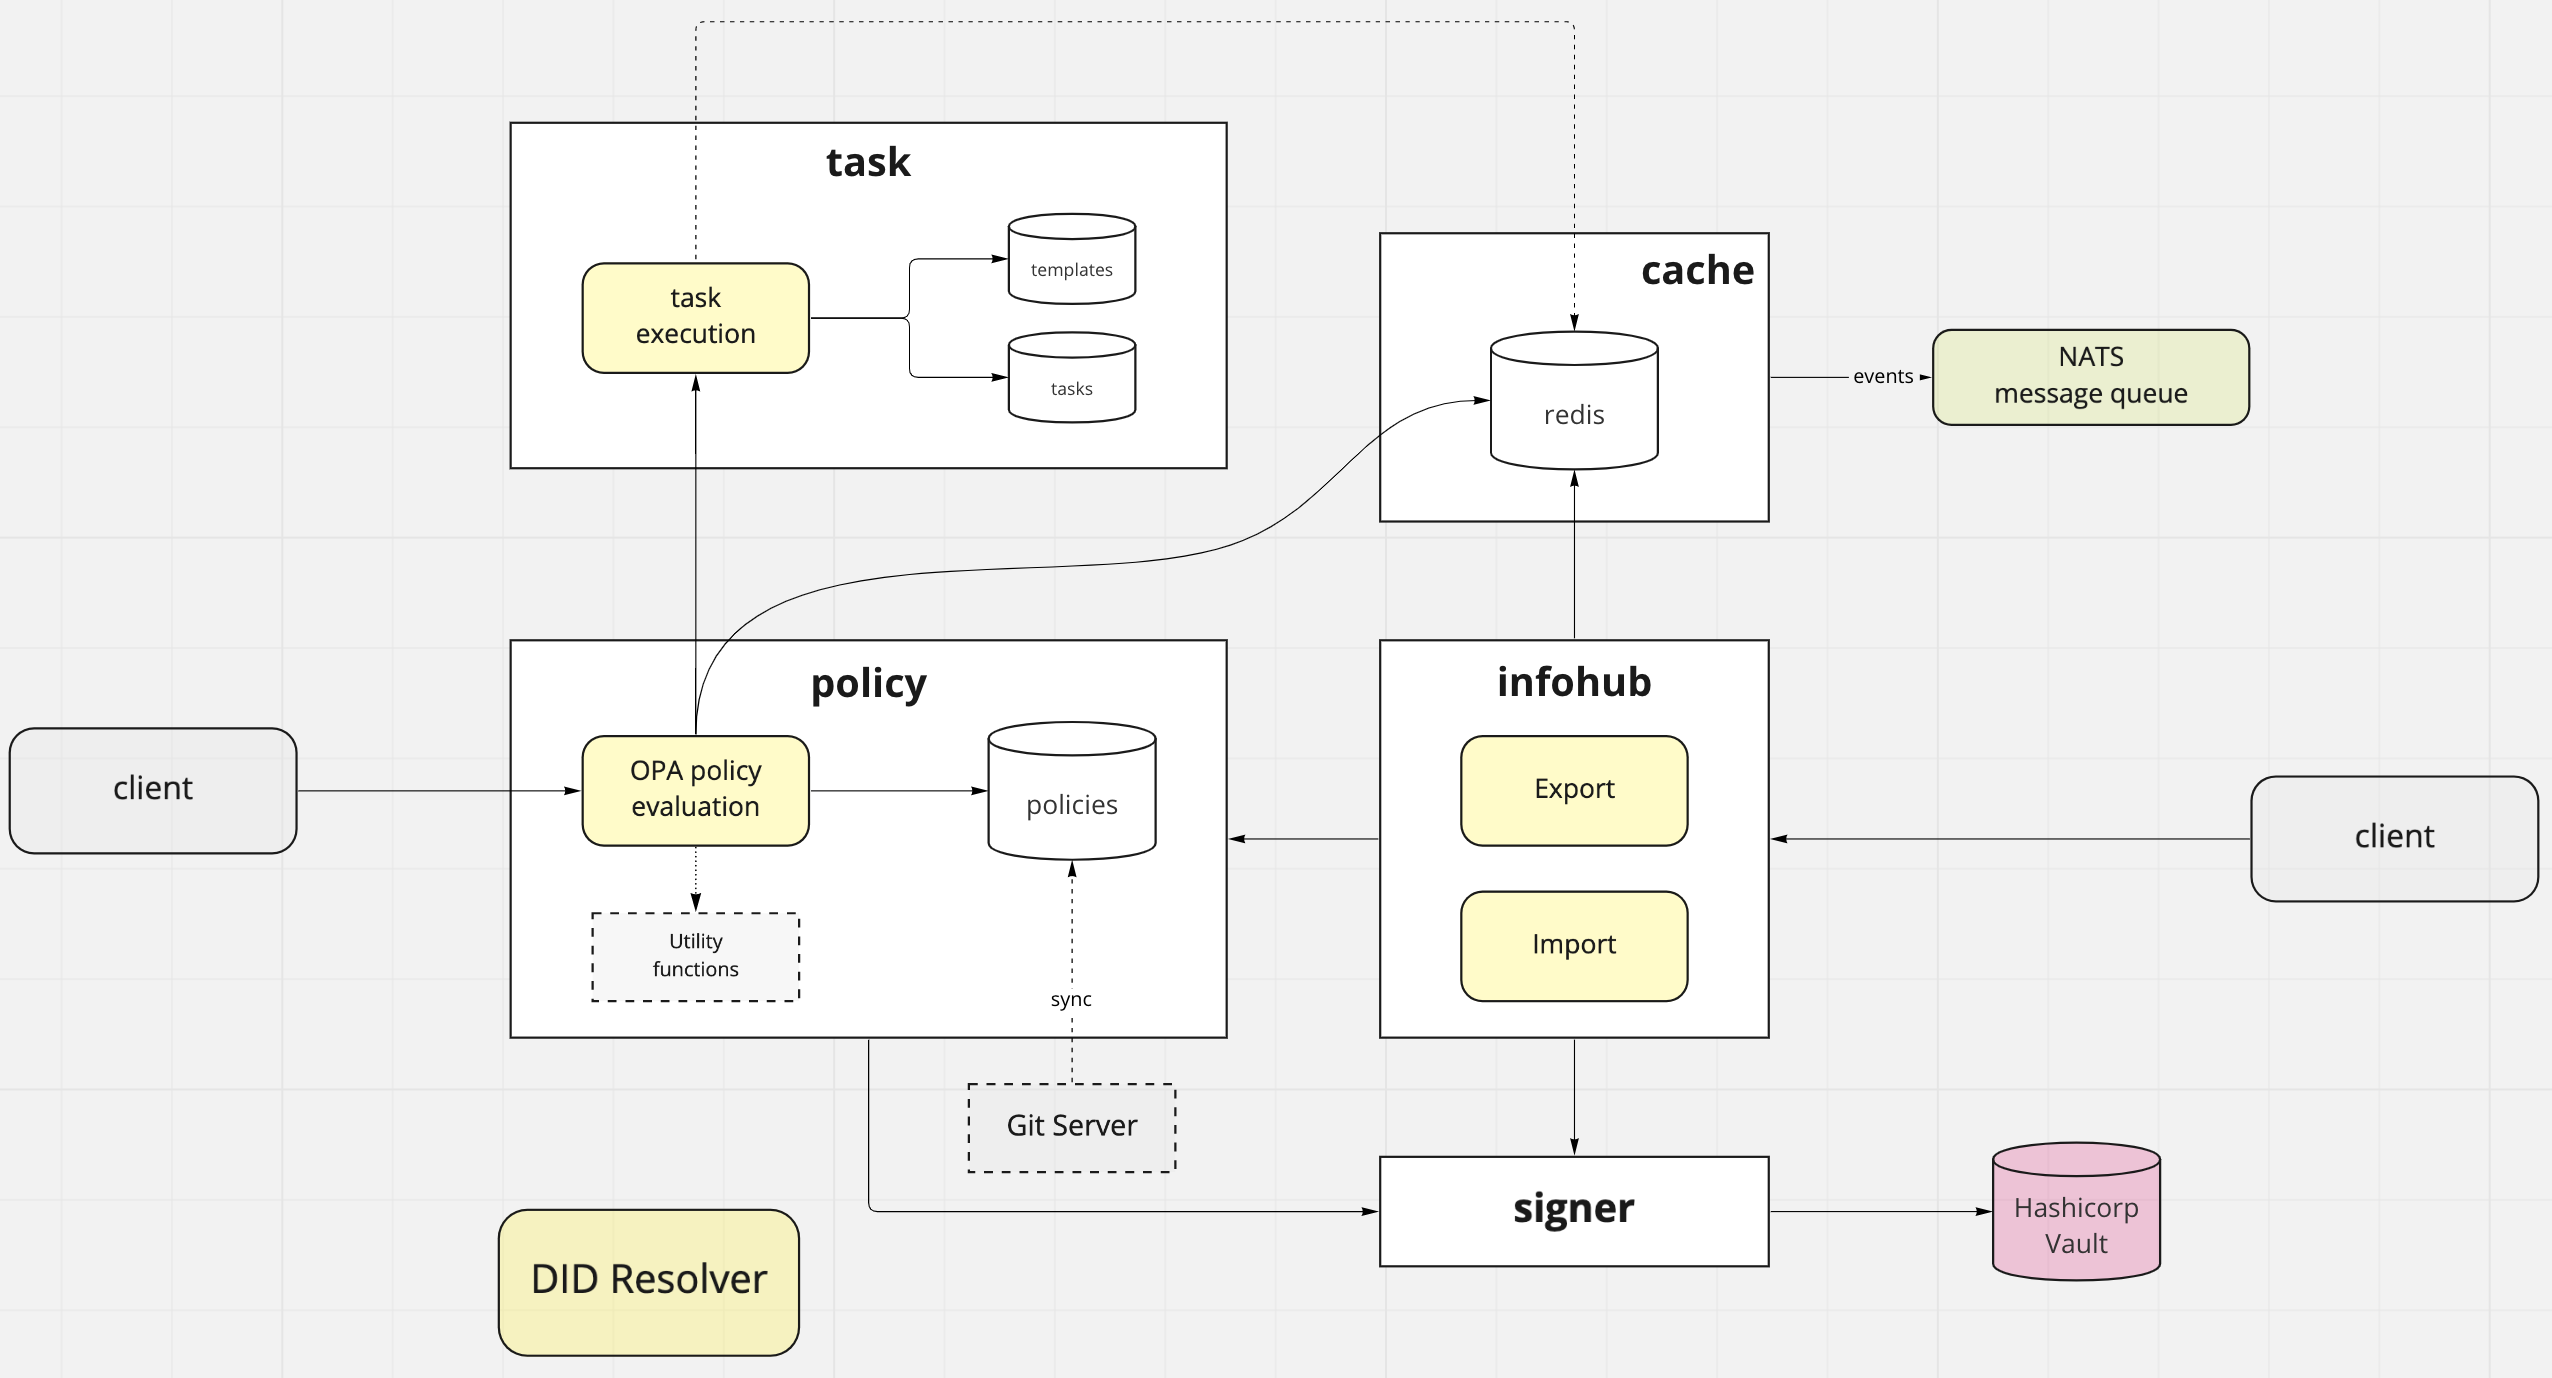 task
task
execution
templates
tasks
cache
redis
events
NATS
message queue
policy
client
OPA policy
evaluation
policies
Utility
functions
sync
Git Server
infohub
Export
Import
client
signer
Hashicorp
Vault
DID Resolver